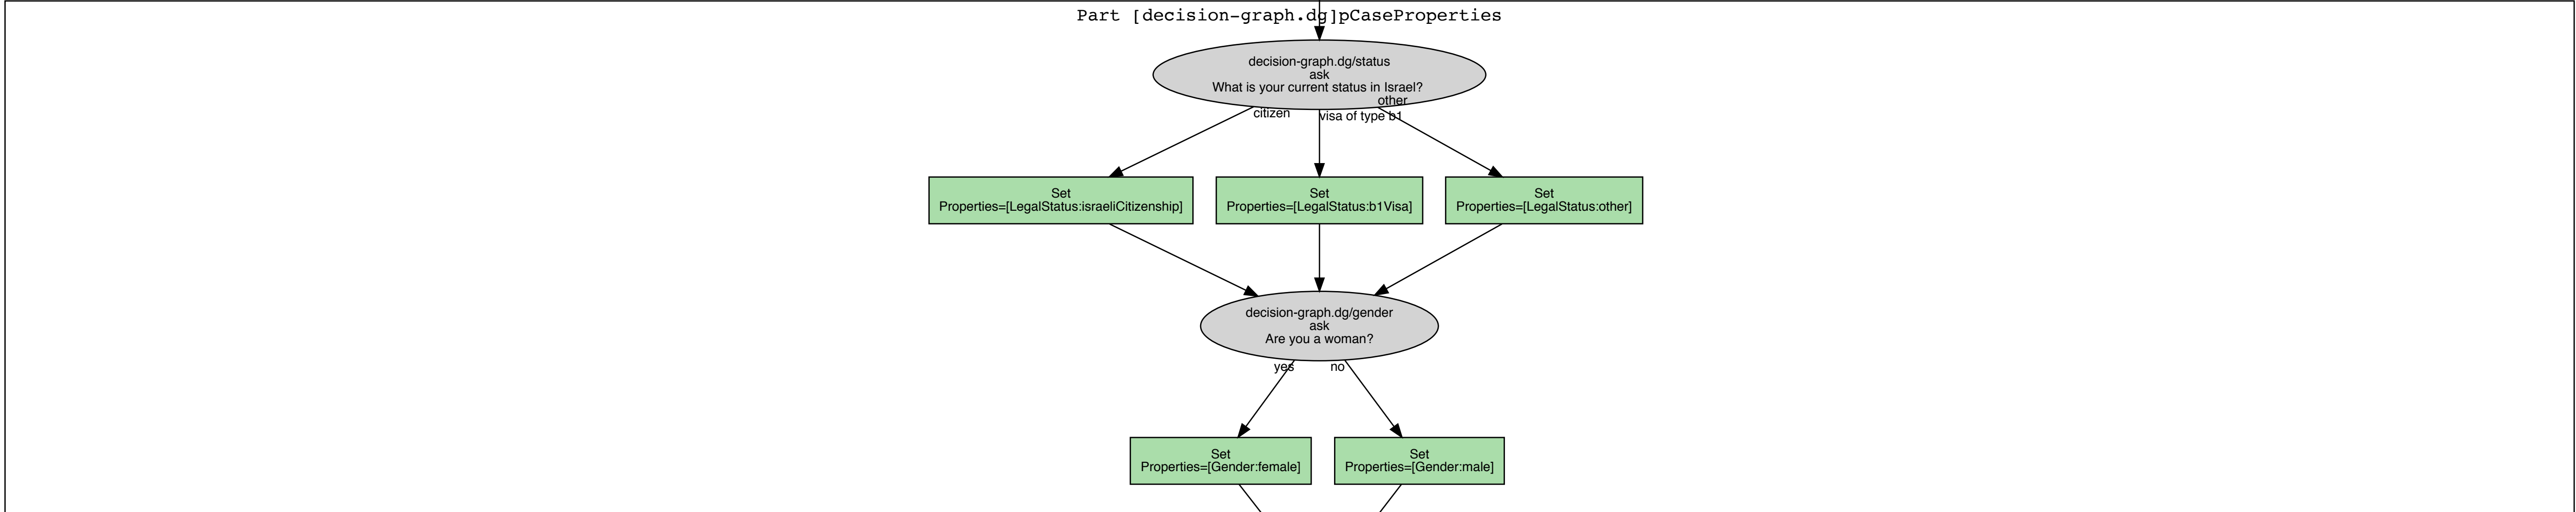 Part [decision-graph.dg]pCaseProperties
decision-graph.dg/status
ask
What is your current status in Israel?
other
citizen
visa of type b1
Set
Properties=[LegalStatus:israeliCitizenship]
Set
Properties=[LegalStatus:b1Visa]
Set
Properties=[LegalStatus:other]
decision-graph.dg/gender
ask
Are you a woman?
yes
no
Set
Properties=[Gender:female]
Set
Properties=[Gender:male]